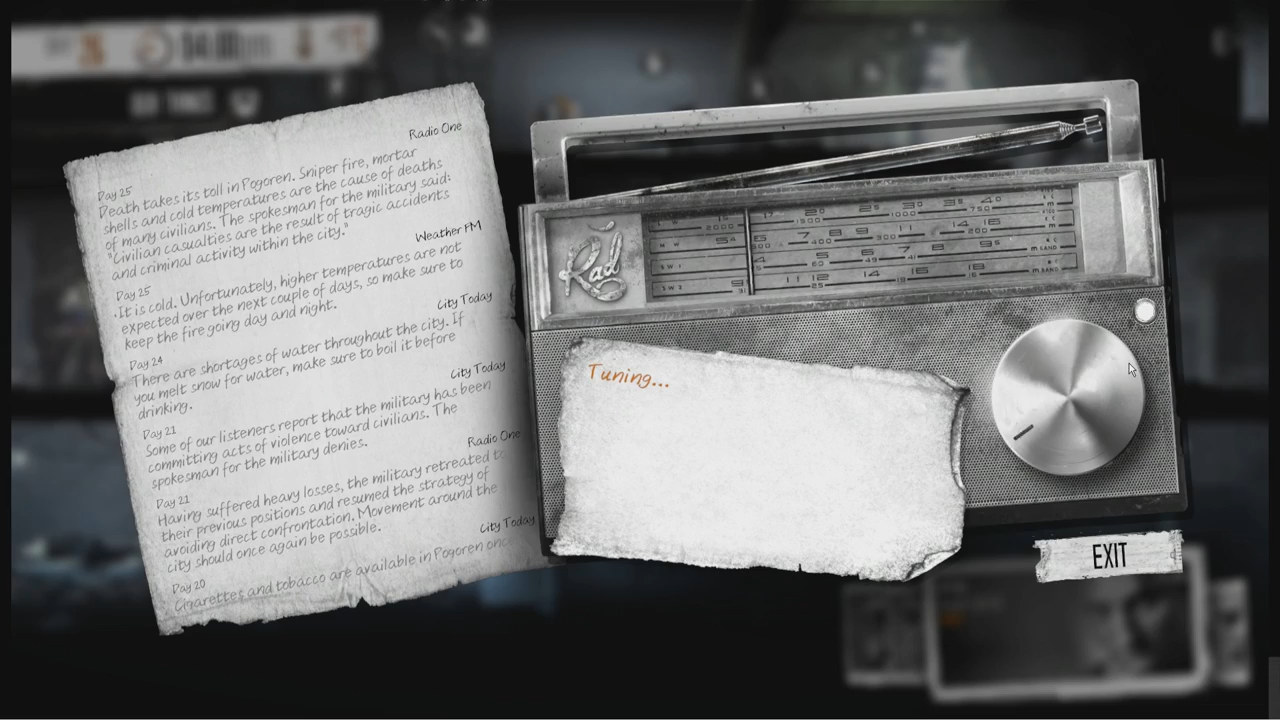 Radio One
Day 25
Death takes its toll in Pogoren. Sniper fire, mortar
shells and cold temperatures are the cause of deaths
of many civilians. The spokesman for the military said:
"Civilian casualties are the result of tragic accidents
and criminal activity within the city."
Weather FM
Day 25
.It is cold. Unfortunately, higher temperatures are not
expected over the next couple of days, so make sure to
keep the fire going day and night.
City Today
Day 24
There are shortages of water throughout the city. If
you melt snow for water, make sure to boil it before
drinking.
City Today
Day 21
Some of our listeners report that the military has been
committing acts of violence toward civilians. The
spokesman for the military denies.
Radio One
Day 21
Having suffered heavy losses, the military retreated to
their previous positions and resumed the strategy of
avoiding direct confrontation. Movement around the
city should once again be possible.
City Today
Day 20
Cigarettes and tobacco are available in Pogoren once
Rad
Tuning...
EXIT